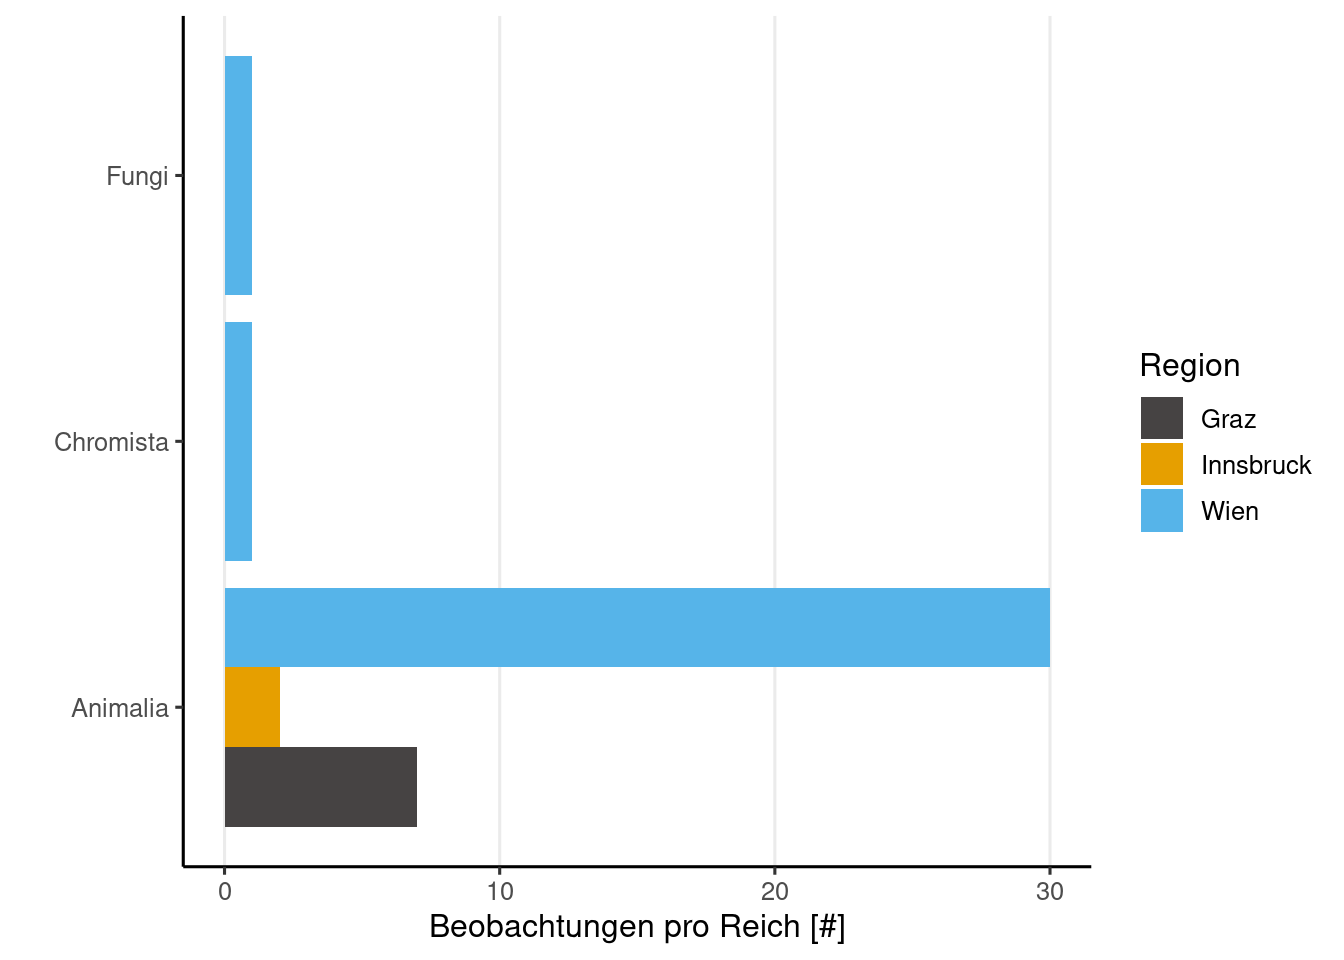 Fungi
Chromista
Animalia
0 10 20 30
Beobachtungen pro Reich [#]
Region
Graz
Innsbruck
Wien